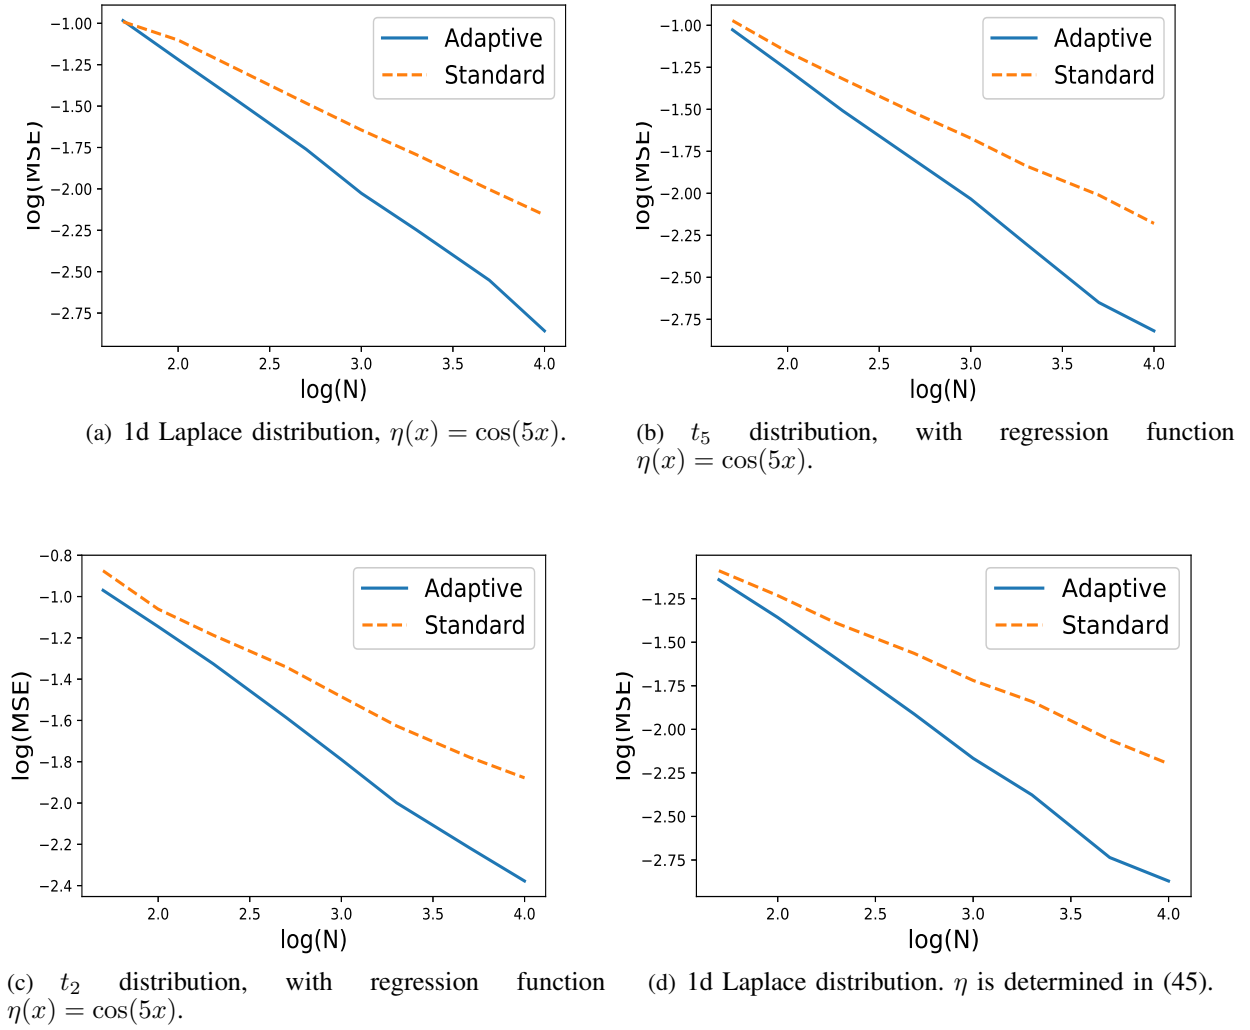 −1.00
−1.25
−1.50
−1.75
−2.00
−2.25
−2.50
−2.75
log(MSE)
Adaptive
Standard
2.0 2.5 3.0 3.5 4.0
log(N)
(a) 1d Laplace distribution, η(x) = cos(5x).
−1.00
−1.25
−1.50
−1.75
−2.00
−2.25
−2.50
−2.75
log(MSE)
Adaptive
Standard
2.0 2.5 3.0 3.5 4.0
log(N)
(b) t₅ distribution, with regression function
η(x) = cos(5x).
−0.8
−1.0
−1.2
−1.4
−1.6
−1.8
−2.0
−2.2
−2.4
log(MSE)
Adaptive
Standard
2.0 2.5 3.0 3.5 4.0
log(N)
(c) t₂ distribution, with regression function
η(x) = cos(5x).
−1.25
−1.50
−1.75
−2.00
−2.25
−2.50
−2.75
log(MSE)
Adaptive
Standard
2.0 2.5 3.0 3.5 4.0
log(N)
(d) 1d Laplace distribution. η is determined in (45).